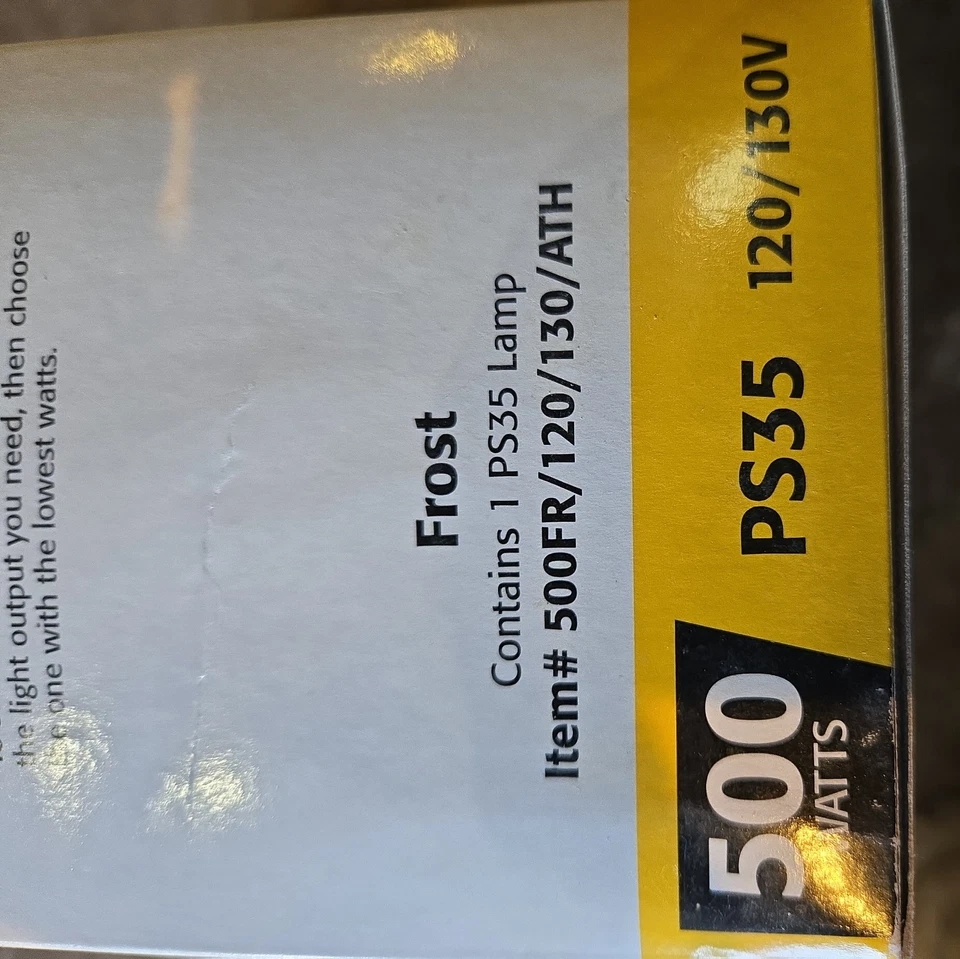 the light output you need, then choose
the one with the lowest watts.
Frost
Contains 1 PS35 Lamp
Item# 500FR/120/130/ATH
500
WATTS
PS35 120/130V